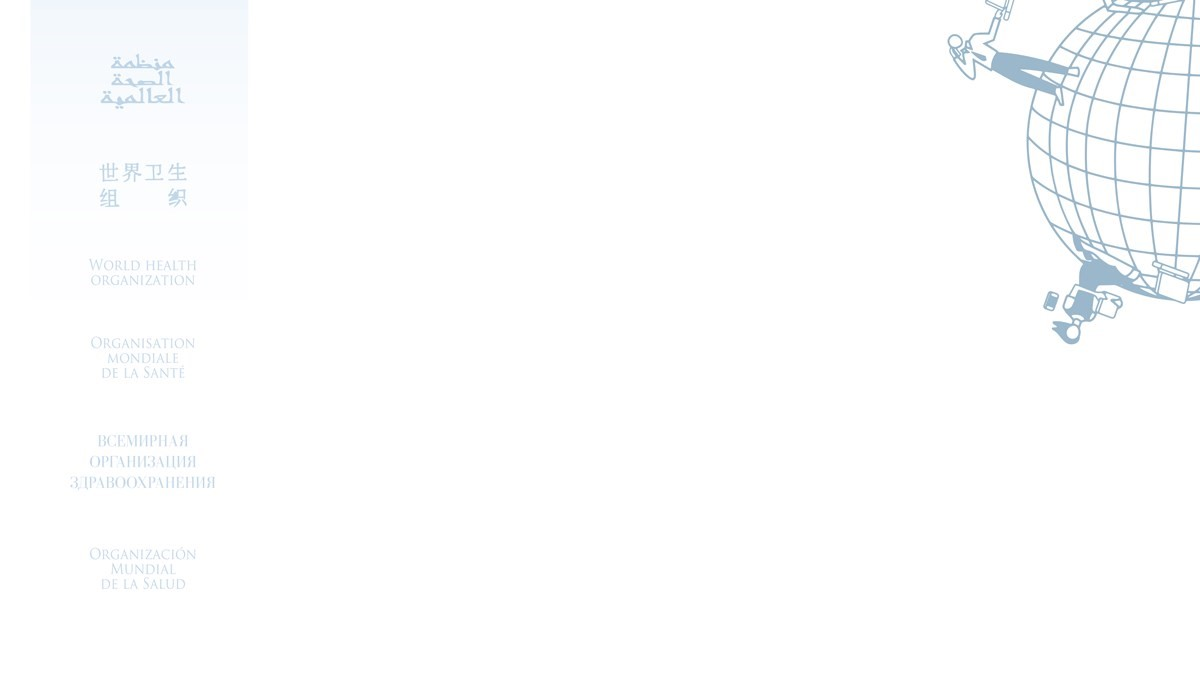 منظمة
الصحة
العالمية
世界卫生
组 织
WORLD HEALTH
ORGANIZATION
ORGANISATION
MONDIALE
DE LA SANTÉ
ВСЕМИРНАЯ
ОРГАНИЗАЦИЯ
ЗДРАВООХРАНЕНИЯ
ORGANIZACIÓN
MUNDIAL
DE LA SALUD